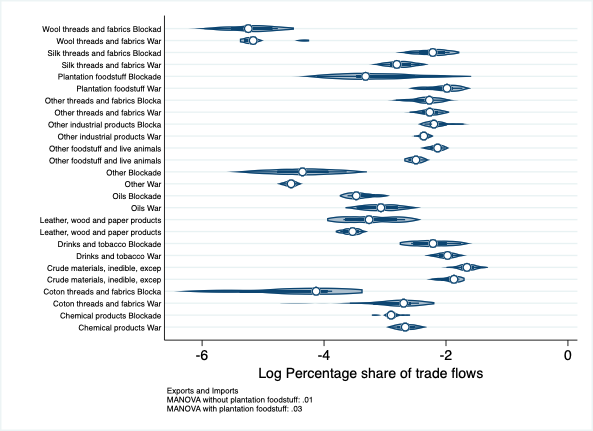 Wool threads and fabrics Blockad
Wool threads and fabrics War
Silk threads and fabrics Blockad
Silk threads and fabrics War
Plantation foodstuff Blockade
Plantation foodstuff War
Other threads and fabrics Blocka
Other threads and fabrics War
Other industrial products Blocka
Other industrial products War
Other foodstuff and live animals
Other foodstuff and live animals
Other Blockade
Other War
Oils Blockade
Oils War
Leather, wood and paper products
Leather, wood and paper products
Drinks and tobacco Blockade
Drinks and tobacco War
Crude materials, inedible, excep
Crude materials, inedible, excep
Coton threads and fabrics Blocka
Coton threads and fabrics War
Chemical products Blockade
Chemical products War
-6 -4 -2 0
Log Percentage share of trade flows
Exports and Imports
MANOVA without plantation foodstuff: .01
MANOVA with plantation foodstuff: .03